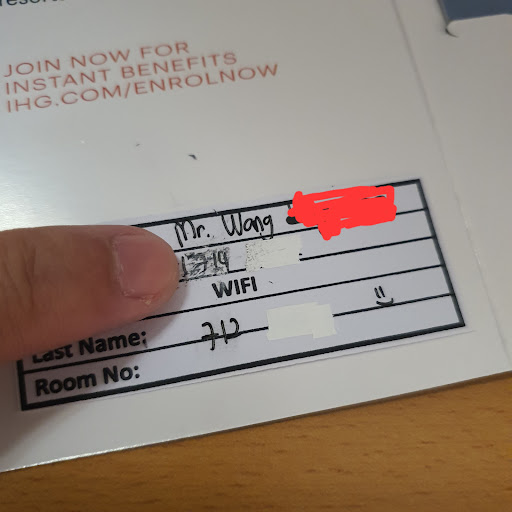 JOIN NOW FOR
INSTANT BENEFITS
IHG.COM/ENROLNOW
Mr. Wang
WIFI
Last Name: 712
Room No: